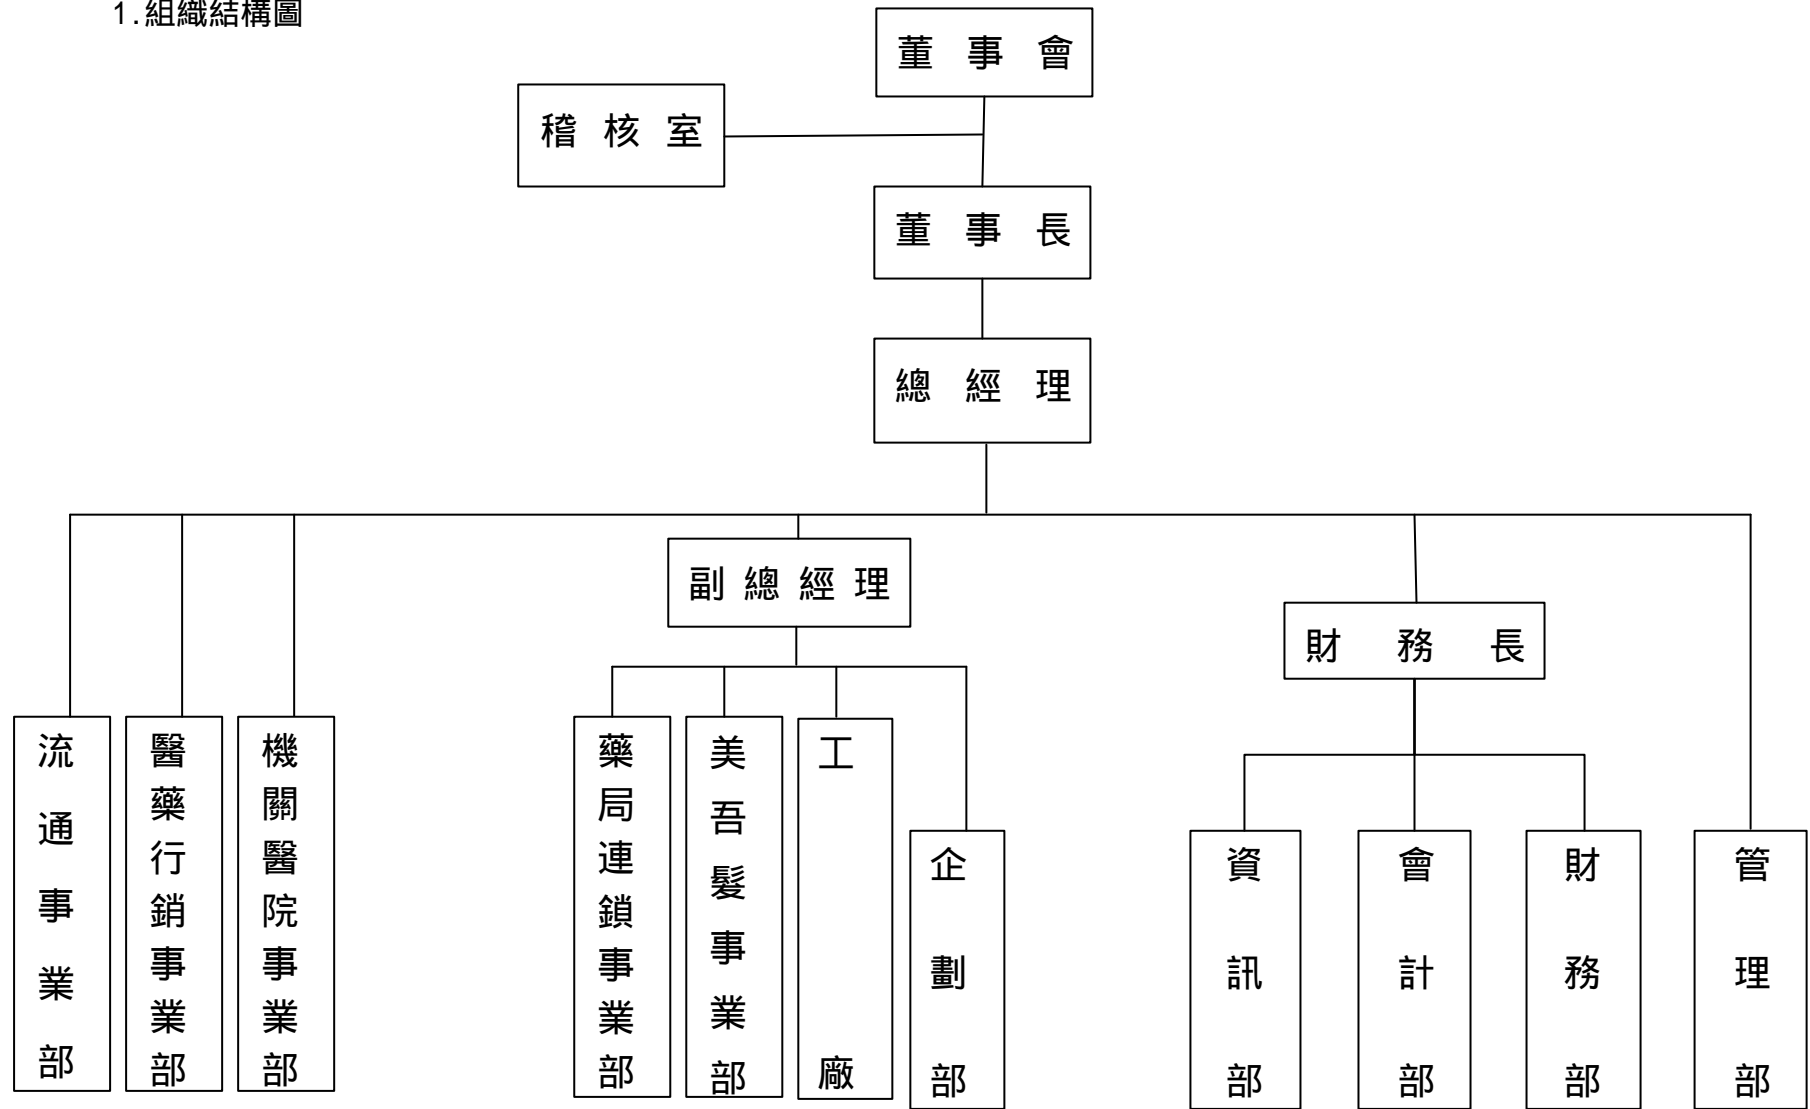 1.組織結構圖
董事會
稽核室
董事長
總經理
副總經理
財務長
流通事業部
醫藥行銷事業部
機關醫院事業部
藥局連鎖事業部
美吾髮事業部
工廠
企劃部
資訊部
會計部
財務部
管理部